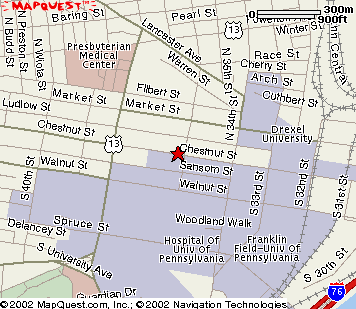 MAPQUEST
300m
900ft
Baring St
Pearl St
Winter St
N Budd St
N Preston St
N Wiota St
Lancaster Ave
Warren St
N 36th St
Race St
Cherry St
Arch St
Penn Central
Presbyterian
Medical
Center
Filbert St
Cuthbert St
Ludlow St
Market St
Market St
N 34th St
Drexel
University
Chestnut St
13
13
Chestnut St
Sansom St
Walnut St
Walnut St
S 40th St
S 33rd St
S 32nd St
S 31st St
Spruce St
Woodland Walk
Delancey St
Hospital Of
Univ Of
Pennsylvania
Franklin
Field-Univ Of
Pennsylvania
S University Ave
S 30th St
Guardian Dr
76
©2002 MapQuest.com, Inc.; ©2002 Navigation Technologies